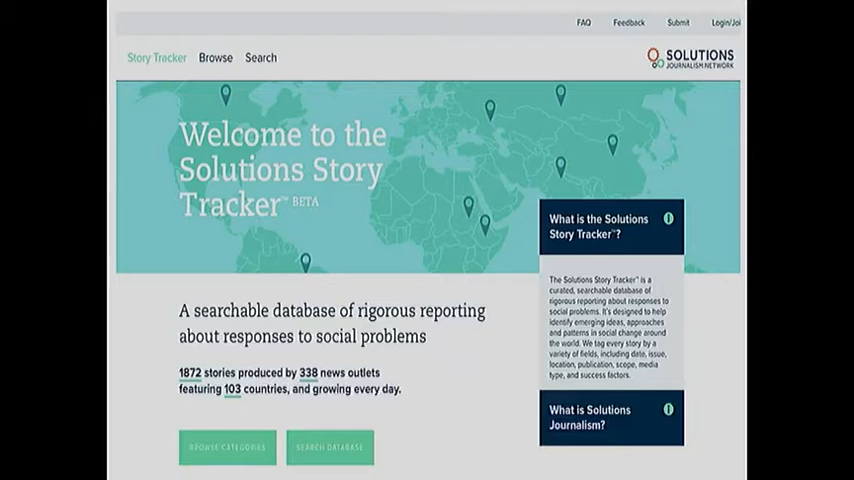 FAQ Feedback Submit Login/Joi
Story Tracker Browse Search
SOLUTIONS
JOURNALISM NETWORK
Welcome to the
Solutions Story
Tracker™ BETA
What is the Solutions
Story Tracker™?
The Solutions Story Tracker™ is a
curated, searchable database of
rigorous reporting about responses to
social problems. It's designed to help
identify emerging ideas, approaches
and patterns in social change around
the world. We tag every story by a
variety of fields, including date, issue,
location, publication, scope, media
type, and success factors.
A searchable database of rigorous reporting
about responses to social problems
1872 stories produced by 338 news outlets
featuring 103 countries, and growing every day.
What is Solutions
Journalism?
BROWSE CATEGORIES SEARCH DATABASE